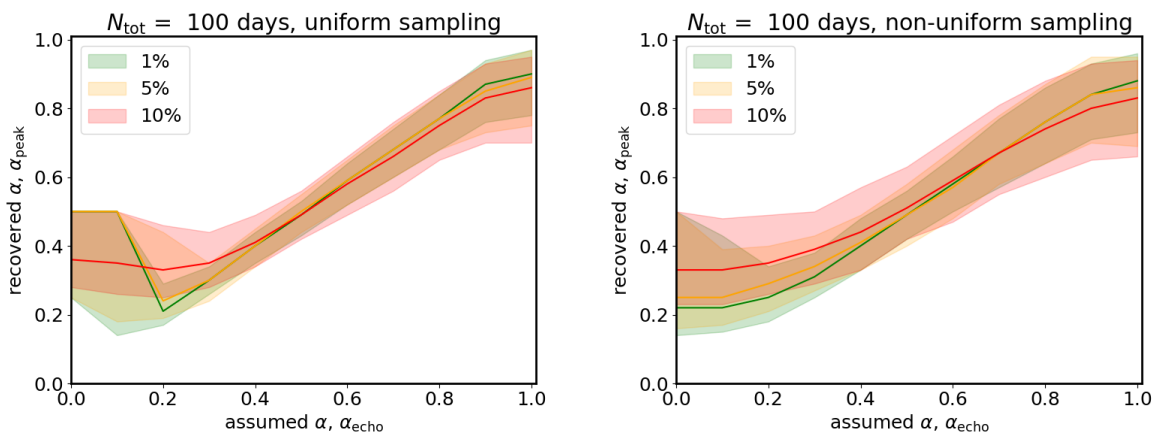 N_tot = 100 days, uniform sampling
1%
5%
10%
1.0
0.8
0.6
0.4
0.2
0.0
recovered α, α_peak
0.0 0.2 0.4 0.6 0.8 1.0
assumed α, α_echo
N_tot = 100 days, non-uniform sampling
1%
5%
10%
1.0
0.8
0.6
0.4
0.2
0.0
recovered α, α_peak
0.0 0.2 0.4 0.6 0.8 1.0
assumed α, α_echo